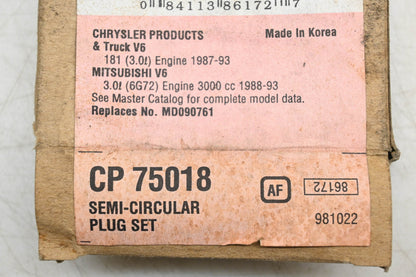 0 84113 86172 7
CHRYSLER PRODUCTS Made in Korea
& Truck V6
181 (3.0ℓ) Engine 1987-93
MITSUBISHI V6
3.0ℓ (6G72) Engine 3000 cc 1988-93
See Master Catalog for complete model data.
Replaces No. MD090761
CP 75018
AF
86172
SEMI-CIRCULAR
PLUG SET
981022